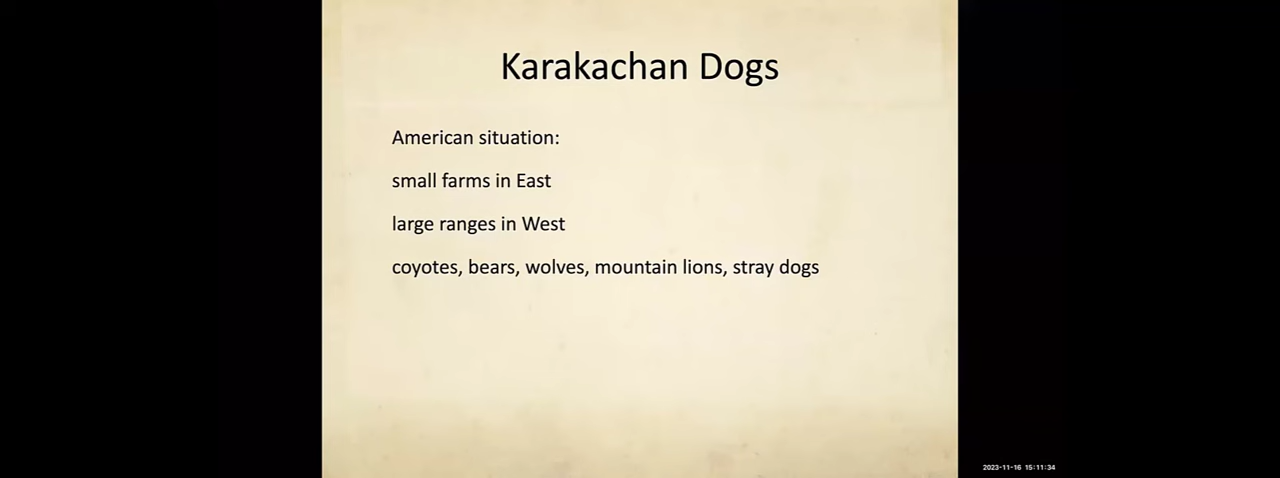 Karakachan Dogs
American situation:
small farms in East
large ranges in West
coyotes, bears, wolves, mountain lions, stray dogs
2023-11-16 15:11:34